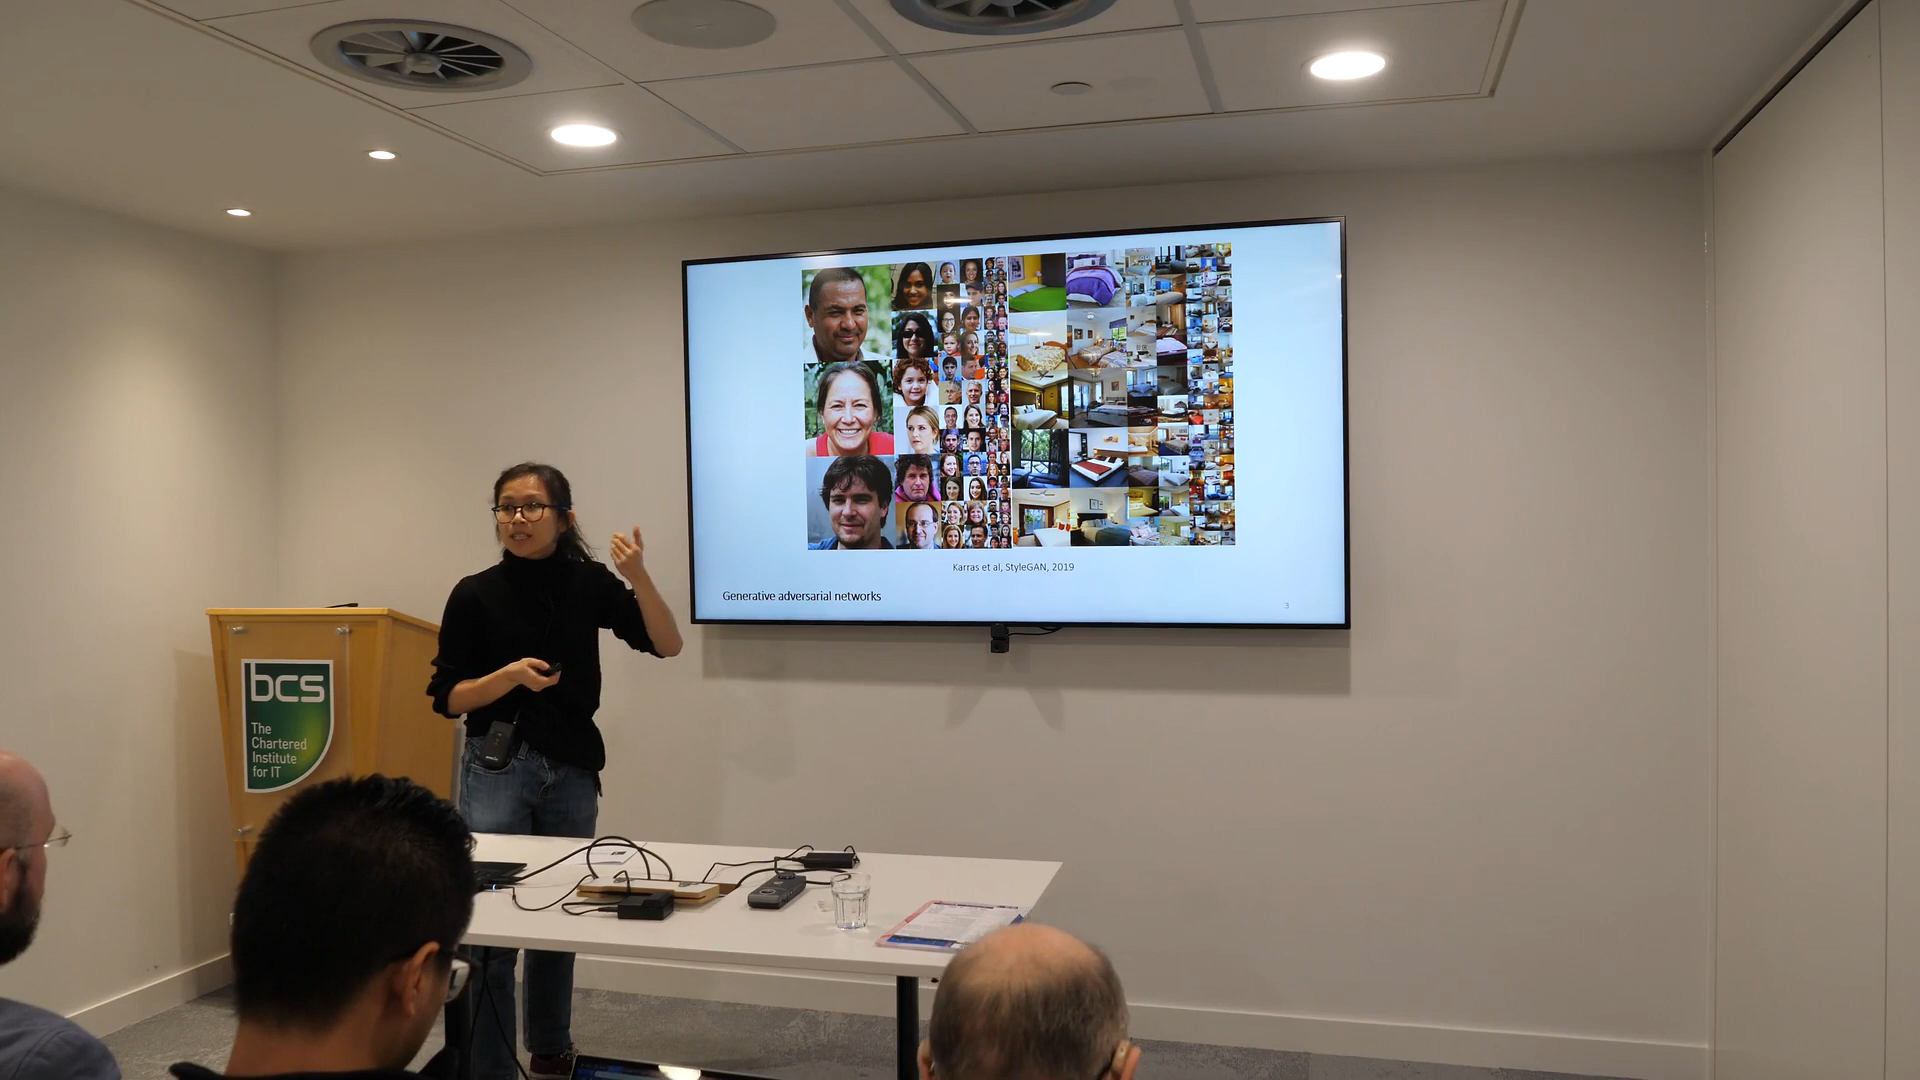 Karras et al, StyleGAN, 2019
Generative adversarial networks
3
bcs
The
Chartered
Institute
for IT